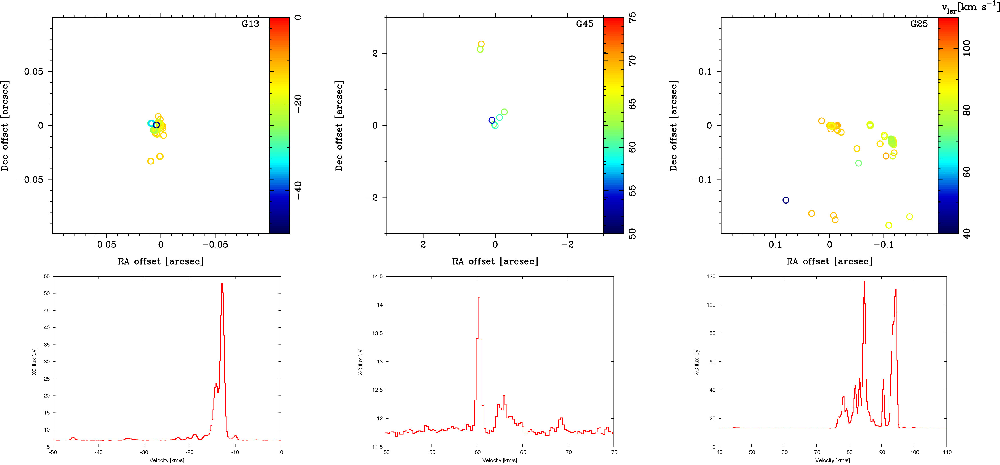 v_lsr[km s^−1]
G13
0
−20
−40
0.05
0
−0.05
Dec offset [arcsec]
0.05 0 −0.05
RA offset [arcsec]
G45
75
70
65
60
55
50
2
0
−2
Dec offset [arcsec]
2 0 −2
RA offset [arcsec]
G25
100
80
60
40
0.1
0
−0.1
Dec offset [arcsec]
0.1 0 −0.1
RA offset [arcsec]
55
50
45
40
35
30
25
20
15
10
5
XC flux [Jy]
-50 -40 -30 -20 -10 0
Velocity [km/s]
14.5
14
13.5
13
12.5
12
11.5
XC flux [Jy]
50 55 60 65 70 75
Velocity [km/s]
120
100
80
60
40
20
0
XC flux [Jy]
40 50 60 70 80 90 100 110
Velocity [km/s]